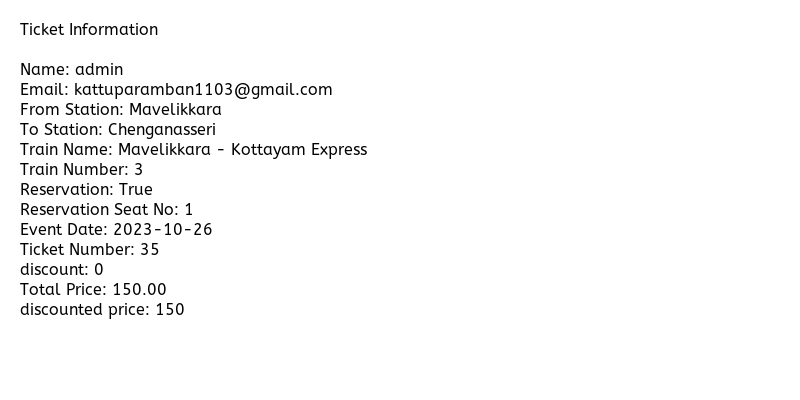 Ticket Information
Name: admin
Email: kattuparamban1103@gmail.com
From Station: Mavelikkara
To Station: Chenganasseri
Train Name: Mavelikkara - Kottayam Express
Train Number: 3
Reservation: True
Reservation Seat No: 1
Event Date: 2023-10-26
Ticket Number: 35
discount: 0
Total Price: 150.00
discounted price: 150